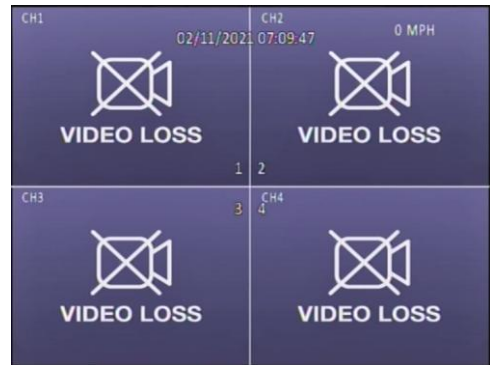 CH1
CH2
02/11/2021 07:09:47
0 MPH
VIDEO LOSS
VIDEO LOSS
1
2
CH3
3
4
CH4
VIDEO LOSS
VIDEO LOSS